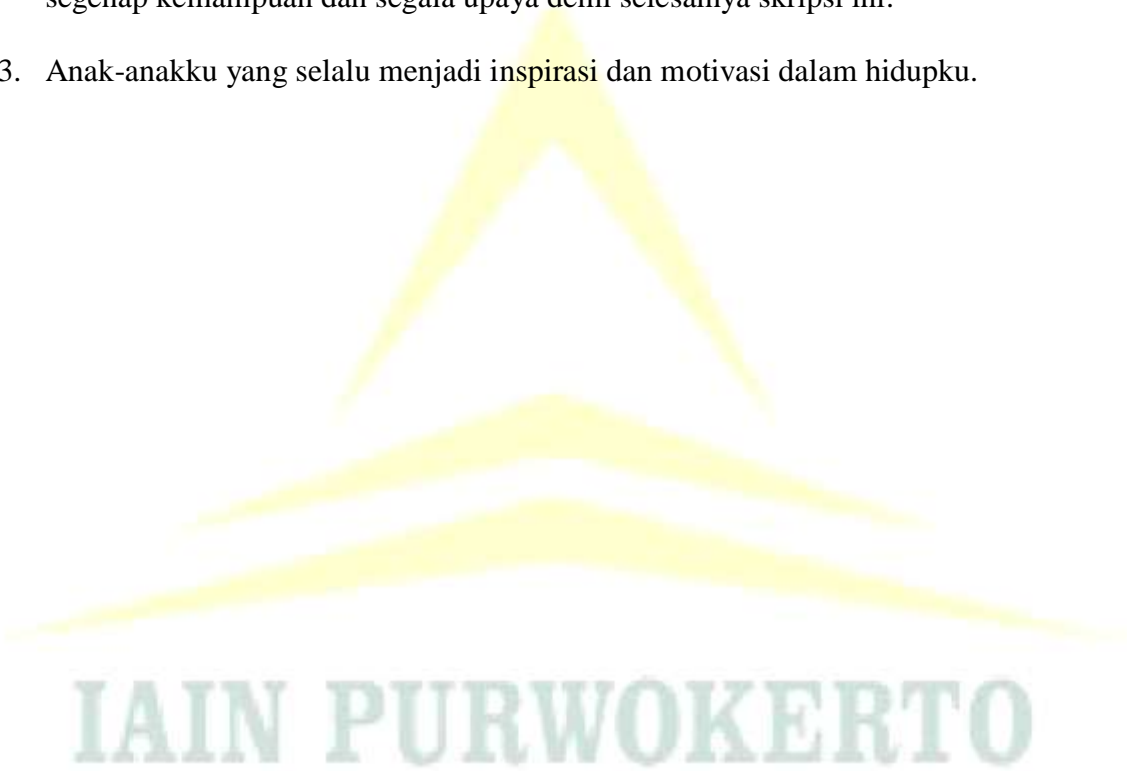 segenap kemampuan dan segala upaya demi selesainya skripsi ini.
3. Anak-anakku yang selalu menjadi inspirasi dan motivasi dalam hidupku.
IAIN PURWOKERTO